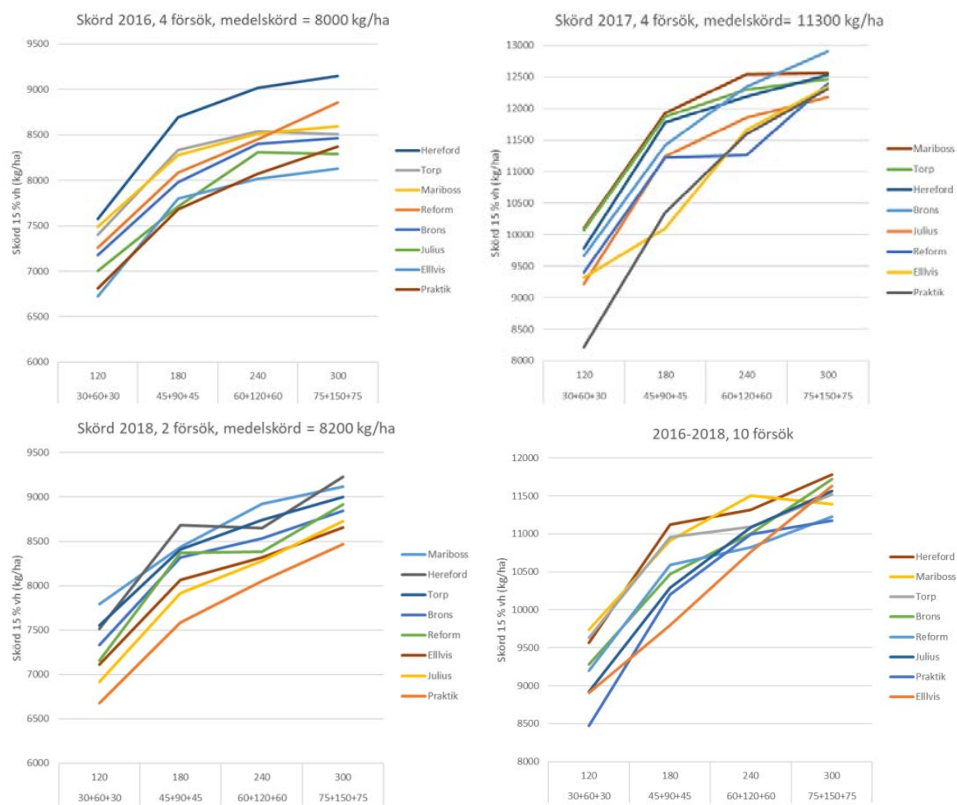 Skörd 2016, 4 försök, medelskörd = 8000 kg/ha
9500
9000
8500
8000
7500
7000
6500
6000
Skörd 15 % vh (kg/ha)
120 180 240 300
30+60+30 45+90+45 60+120+60 75+150+75
Hereford
Torp
Mariboss
Reform
Brons
Julius
Elllvis
Praktik
Skörd 2017, 4 försök, medelskörd= 11300 kg/ha
13000
12500
12000
11500
11000
10500
10000
9500
9000
8500
8000
Skörd 15 % vh (kg/ha)
120 180 240 300
30+60+30 45+90+45 60+120+60 75+150+75
Mariboss
Torp
Hereford
Brons
Julius
Reform
Elllvis
Praktik
Skörd 2018, 2 försök, medelskörd = 8200 kg/ha
9500
9000
8500
8000
7500
7000
6500
6000
Skörd 15 % vh (kg/ha)
120 180 240 300
30+60+30 45+90+45 60+120+60 75+150+75
Mariboss
Hereford
Torp
Brons
Reform
Elllvis
Julius
Praktik
2016-2018, 10 försök
12000
11500
11000
10500
10000
9500
9000
8500
8000
Skörd 15 % vh (kg/ha)
120 180 240 300
30+60+30 45+90+45 60+120+60 75+150+75
Hereford
Mariboss
Torp
Brons
Reform
Julius
Praktik
Elllvis